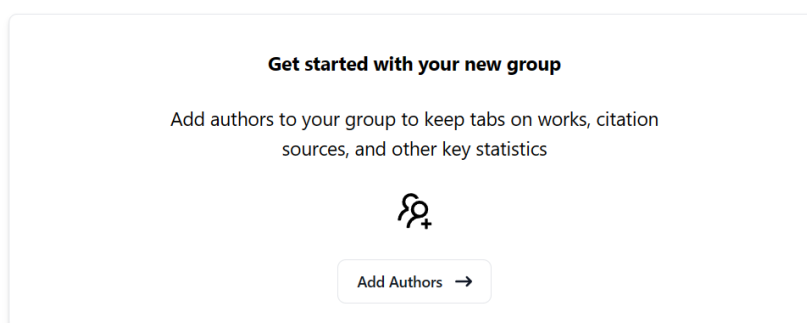 Get started with your new group
Add authors to your group to keep tabs on works, citation
sources, and other key statistics
Add Authors →